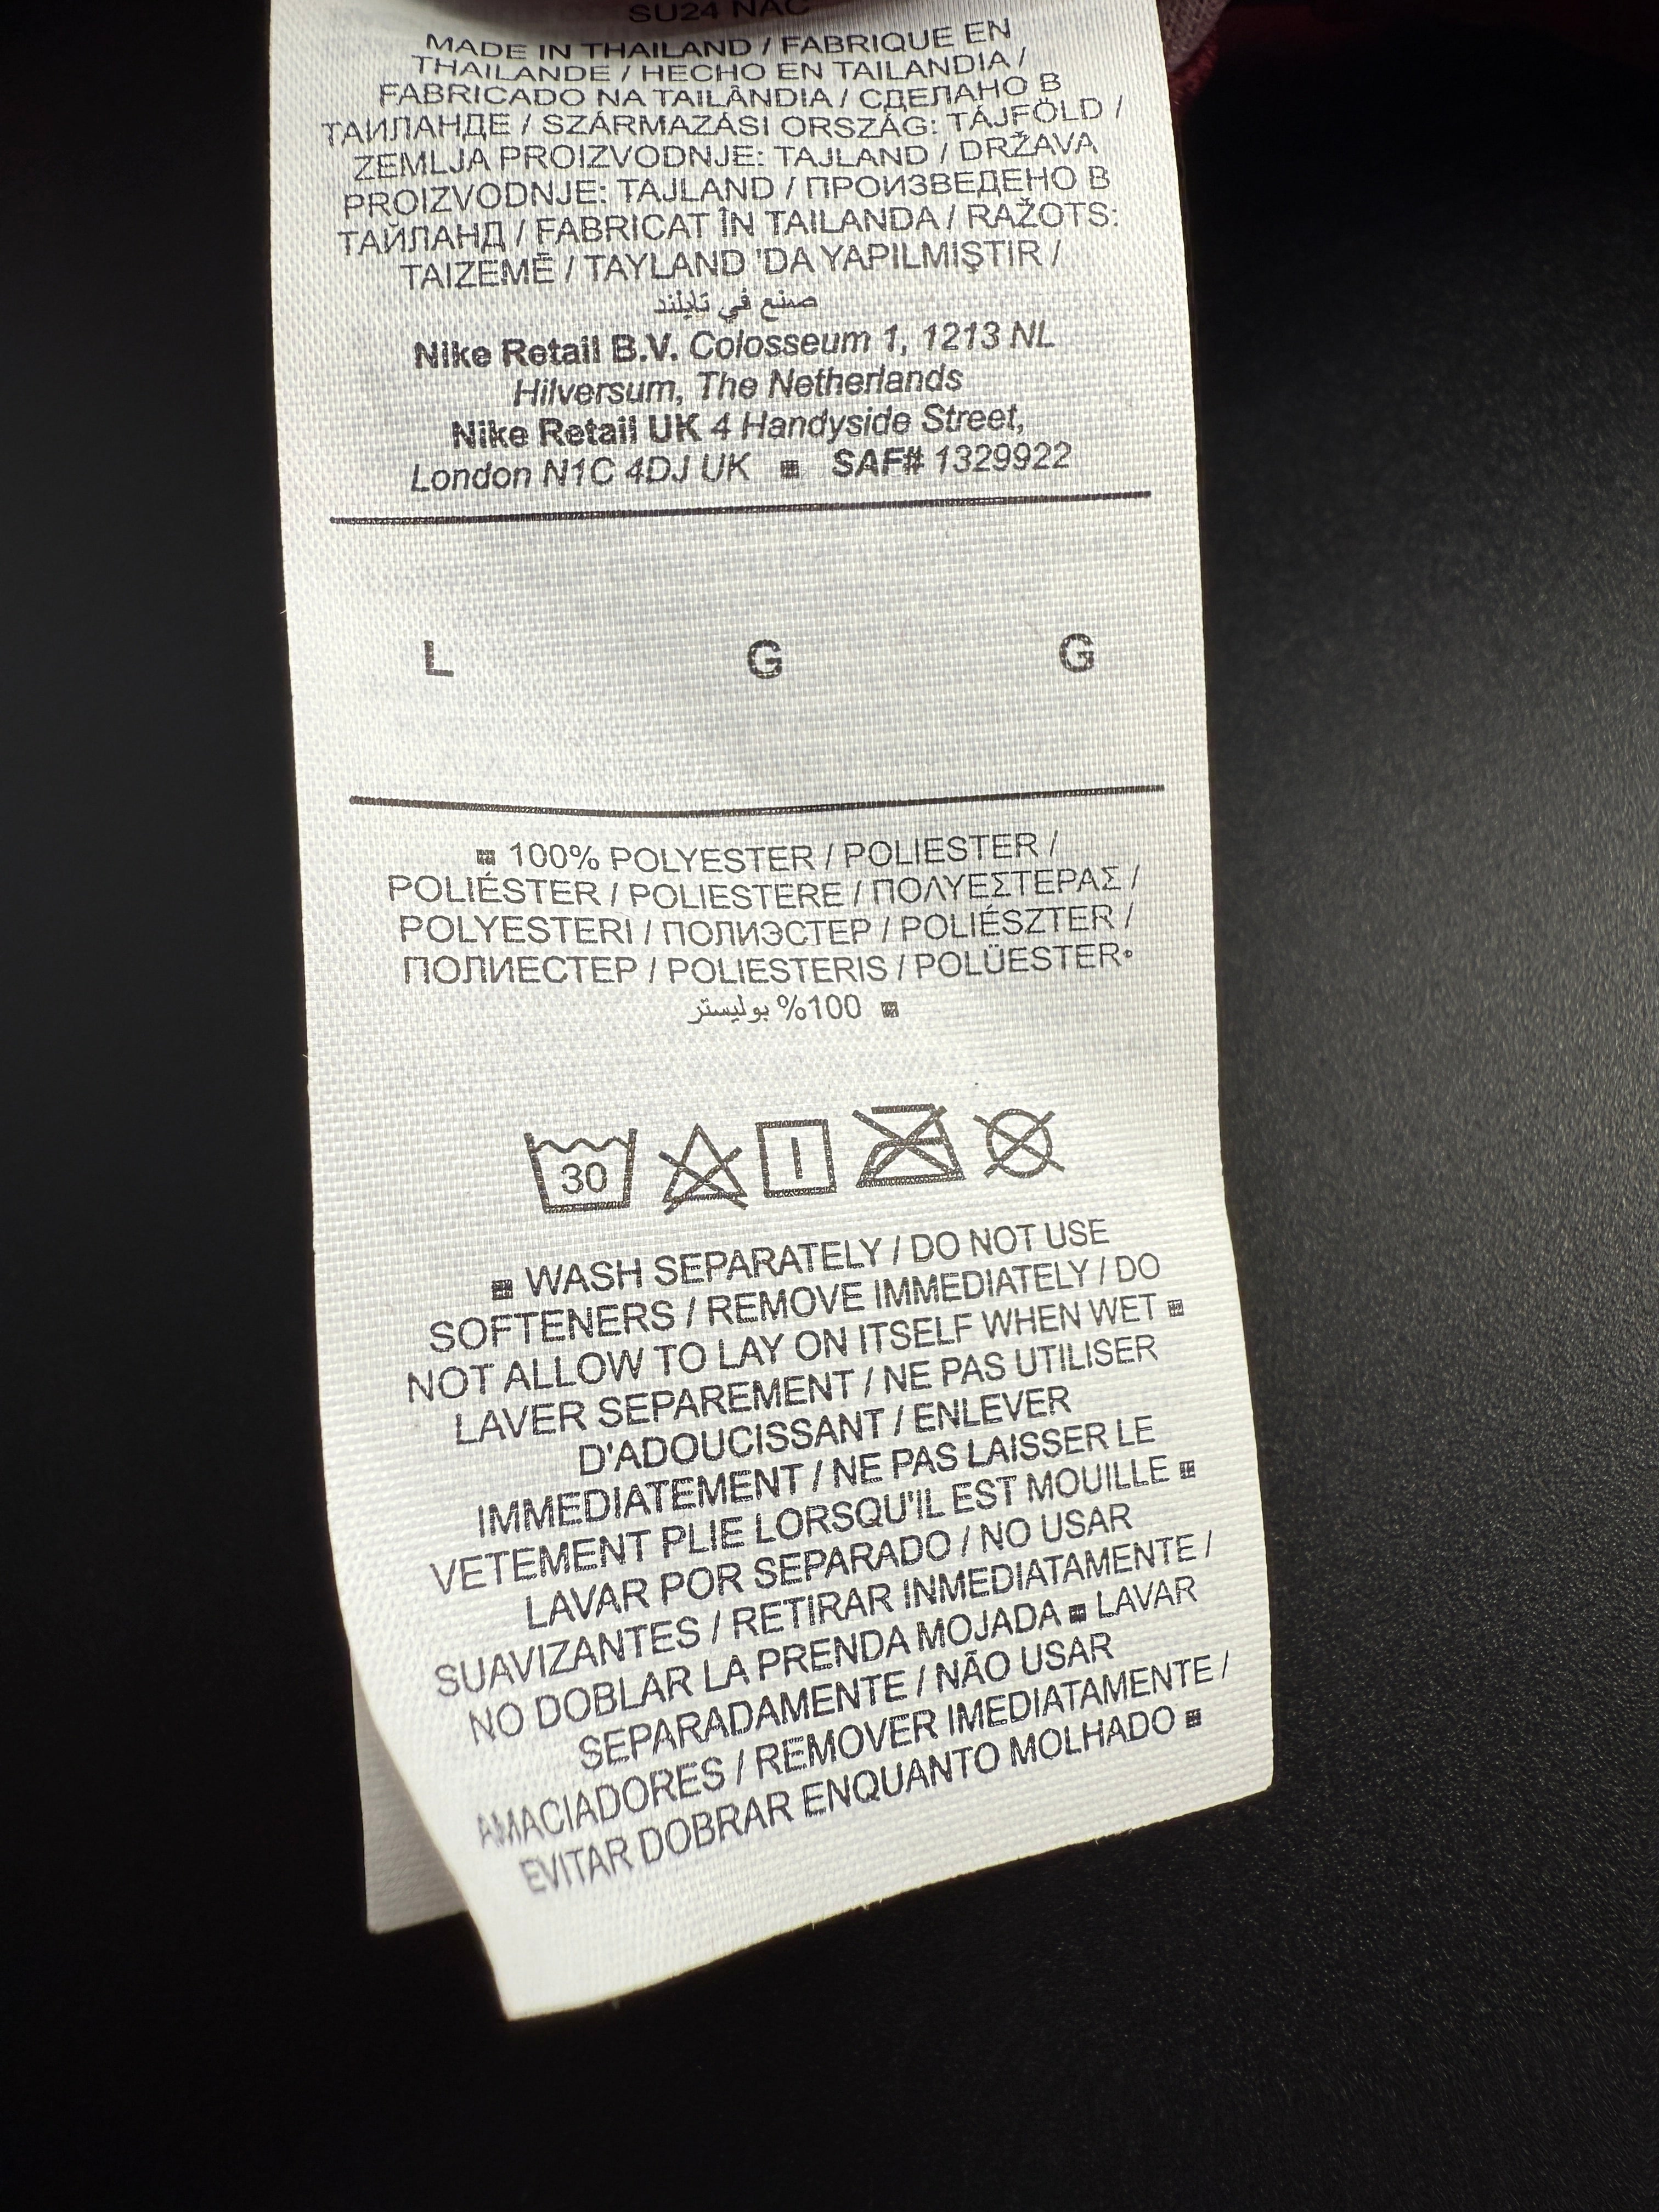 SU24 NAC
MADE IN THAILAND / FABRIQUE EN
THAILANDE / HECHO EN TAILANDIA /
FABRICADO NA TAILÂNDIA / СДЕЛАНО В
ТАИЛАНДЕ / SZÁRMAZÁSI ORSZÁG: TÁJFÖLD /
ZEMLJA PROIZVODNJE: TAJLAND / DRŽAVA
PROIZVODNJE: TAJLAND / ПРОИЗВЕДЕНО В
ТАЙЛАНД / FABRICAT ÎN TAILANDA / RAŽOTS:
TAIZEMĒ / TAYLAND 'DA YAPILMIŞTIR /
صنع في تايلند
Nike Retail B.V. Colosseum 1, 1213 NL
Hilversum, The Netherlands
Nike Retail UK 4 Handyside Street,
London N1C 4DJ UK SAF# 1329922
L G G
100% POLYESTER / POLIESTER /
POLIÉSTER / POLIESTERE / ΠΟΛΥΕΣΤΕΡΑΣ /
POLYESTERI / ПОЛИЭСТЕР / POLIÉSZTER /
ПОЛИЕСТЕР / POLIESTERIS / POLÜESTER•
100% بوليستر
30
WASH SEPARATELY / DO NOT USE
SOFTENERS / REMOVE IMMEDIATELY / DO
NOT ALLOW TO LAY ON ITSELF WHEN WET
LAVER SEPAREMENT / NE PAS UTILISER
D'ADOUCISSANT / ENLEVER
IMMEDIATEMENT / NE PAS LAISSER LE
VETEMENT PLIE LORSQU'IL EST MOUILLE
LAVAR POR SEPARADO / NO USAR
SUAVIZANTES / RETIRAR INMEDIATAMENTE /
NO DOBLAR LA PRENDA MOJADA LAVAR
SEPARADAMENTE / NÃO USAR
AMACIADORES / REMOVER IMEDIATAMENTE /
EVITAR DOBRAR ENQUANTO MOLHADO